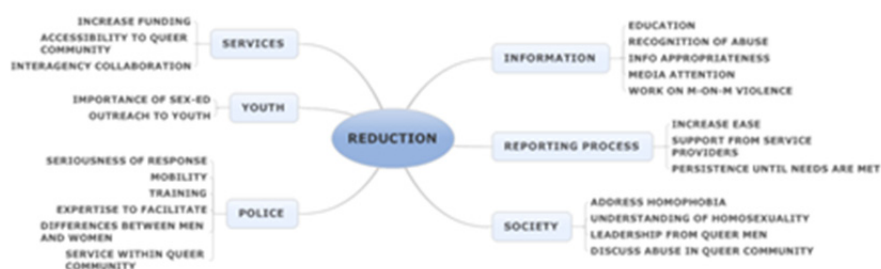 INCREASE FUNDING
ACCESSIBILITY TO QUEER
COMMUNITY
INTERAGENCY COLLABORATION
SERVICES
IMPORTANCE OF SEX-ED
OUTREACH TO YOUTH
YOUTH
SERIOUSNESS OF RESPONSE
MOBILITY
TRAINING
EXPERTISE TO FACILITATE
DIFFERENCES BETWEEN MEN
AND WOMEN
SERVICE WITHIN QUEER
COMMUNITY
POLICE
REDUCTION
INFORMATION
EDUCATION
RECOGNITION OF ABUSE
INFO APPROPRIATENESS
MEDIA ATTENTION
WORK ON M-ON-M VIOLENCE
REPORTING PROCESS
INCREASE EASE
SUPPORT FROM SERVICE
PROVIDERS
PERSISTENCE UNTIL NEEDS ARE MET
SOCIETY
ADDRESS HOMOPHOBIA
UNDERSTANDING OF HOMOSEXUALITY
LEADERSHIP FROM QUEER MEN
DISCUSS ABUSE IN QUEER COMMUNITY